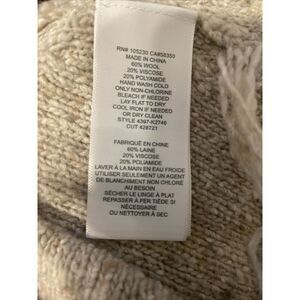 RN# 105230 CA#58350
MADE IN CHINA
60% WOOL
20% VISCOSE
20% POLYAMIDE
HAND WASH COLD
ONLY NON-CHLORINE
BLEACH IF NEEDED
LAY FLAT TO DRY
COOL IRON IF NEEDED
OR DRY CLEAN
STYLE 4397-K2746
CUT 428721
FABRIQUÉ EN CHINE
60% LAINE
20% VISCOSE
20% POLIAMIDE
LAVER À LA MAIN EN EAU FROIDE
UTILISER SEULEMENT UN AGENT
DE BLANCHIMENT NON CHLORÉ
AU BESOIN
SÉCHER LE LINGE À PLAT
REPASSER À FER TIÈDE SI
NÉCESSAIRE
OU NETTOYER À SEC